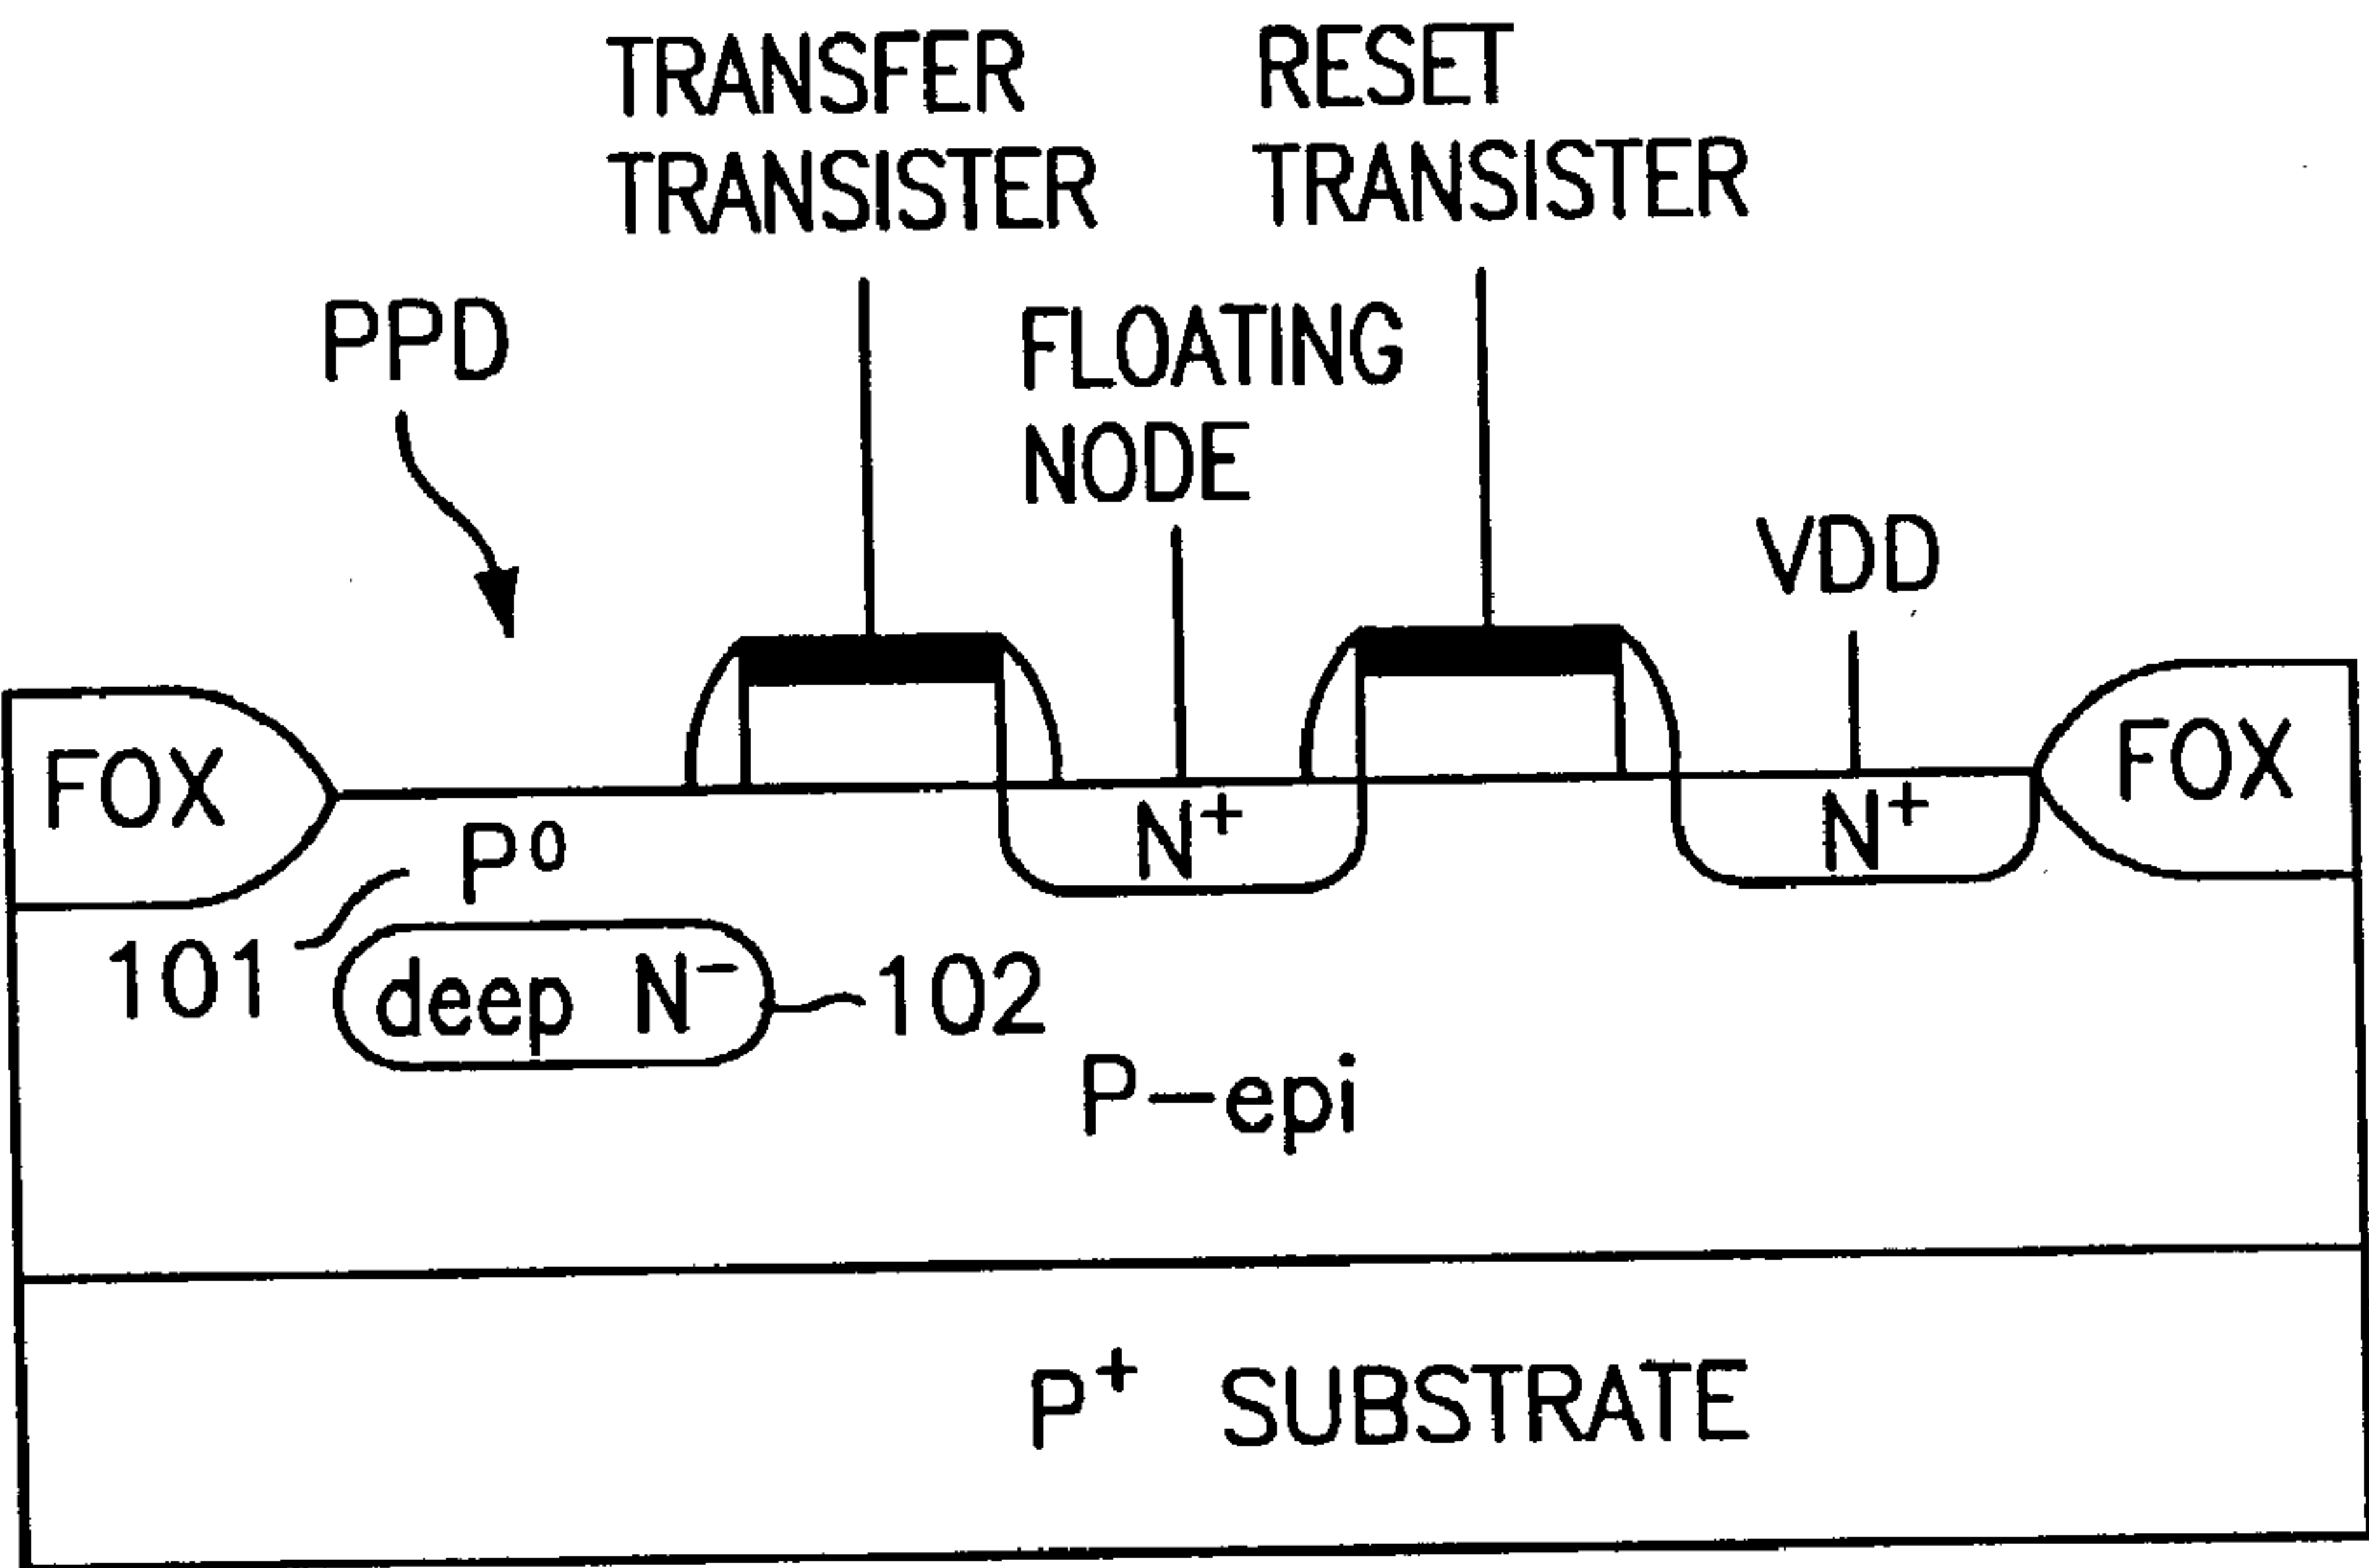 TRANSFER
TRANSISTER
RESET
TRANSISTER
PPD
FLOATING
NODE
VDD
FOX
FOX
P⁰
N⁺
N⁺
101
deep N⁻
102
P-epi
P⁺ SUBSTRATE